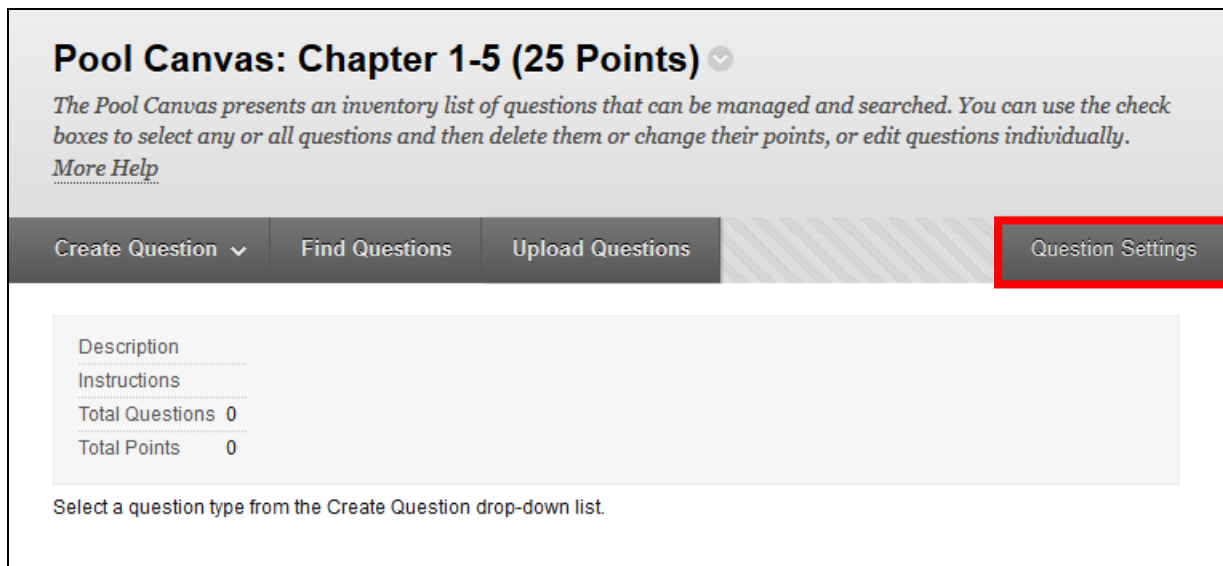 Pool Canvas: Chapter 1-5 (25 Points)
The Pool Canvas presents an inventory list of questions that can be managed and searched. You can use the check
boxes to select any or all questions and then delete them or change their points, or edit questions individually.
More Help
Create Question Find Questions Upload Questions Question Settings
Description
Instructions
Total Questions 0
Total Points 0
Select a question type from the Create Question drop-down list.